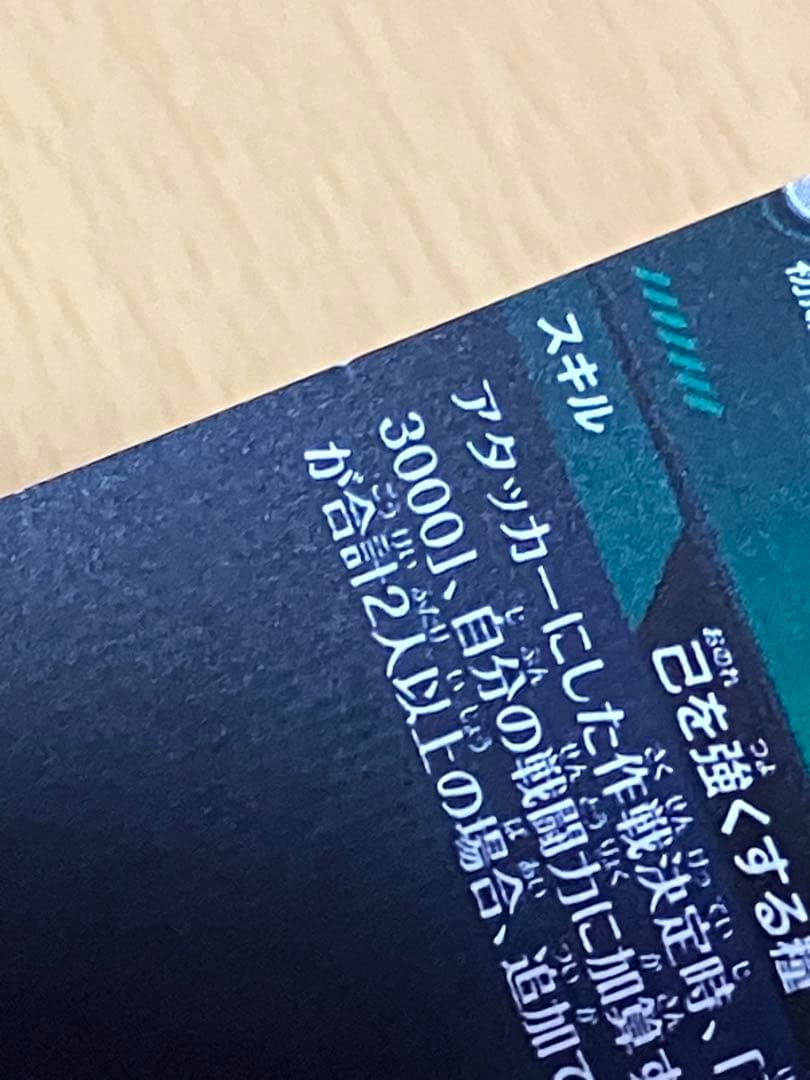 スキル
己を強くする糧
アタッカーにした作戦決定時、「
3000」、自分の戦闘力に加算す
が合計2人以上の場合、追加で